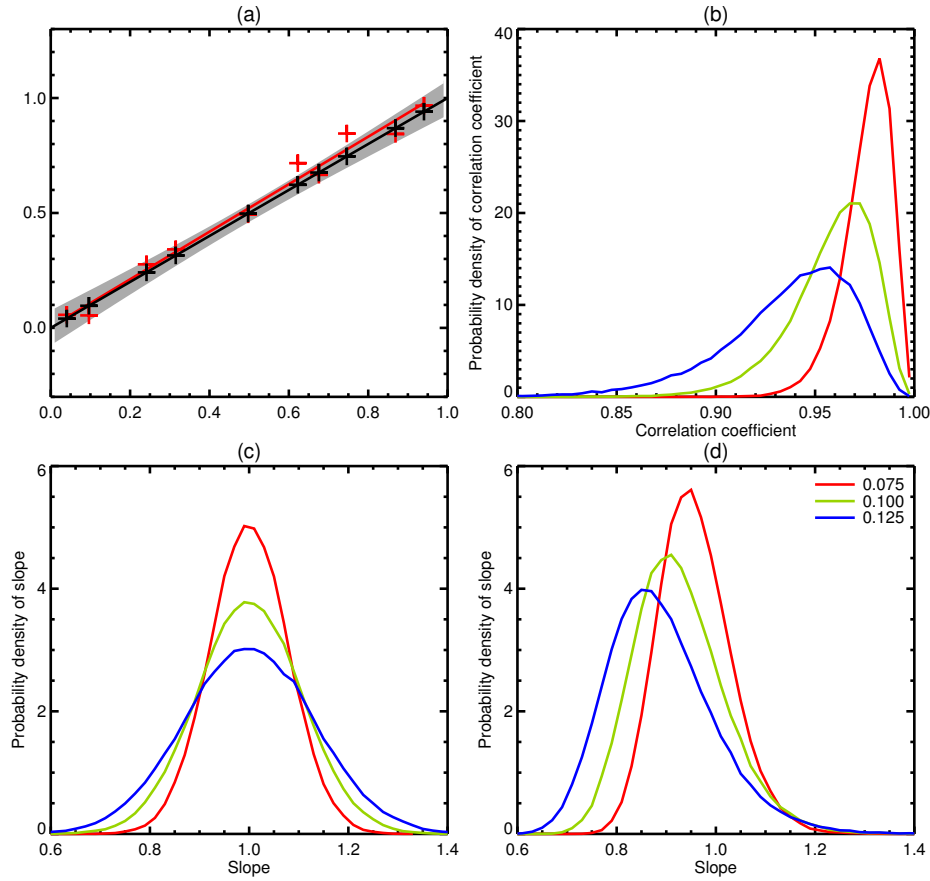 (a)
1.0
0.5
0.0
0.0 0.2 0.4 0.6 0.8 1.0
(b)
Probability density of correlation coefficient
40
30
20
10
0
0.80 0.85 0.90 0.95 1.00
Correlation coefficient
(c)
Probability density of slope
6
4
2
0
0.6 0.8 1.0 1.2 1.4
Slope
(d)
Probability density of slope
6
4
2
0
0.075
0.100
0.125
0.6 0.8 1.0 1.2 1.4
Slope